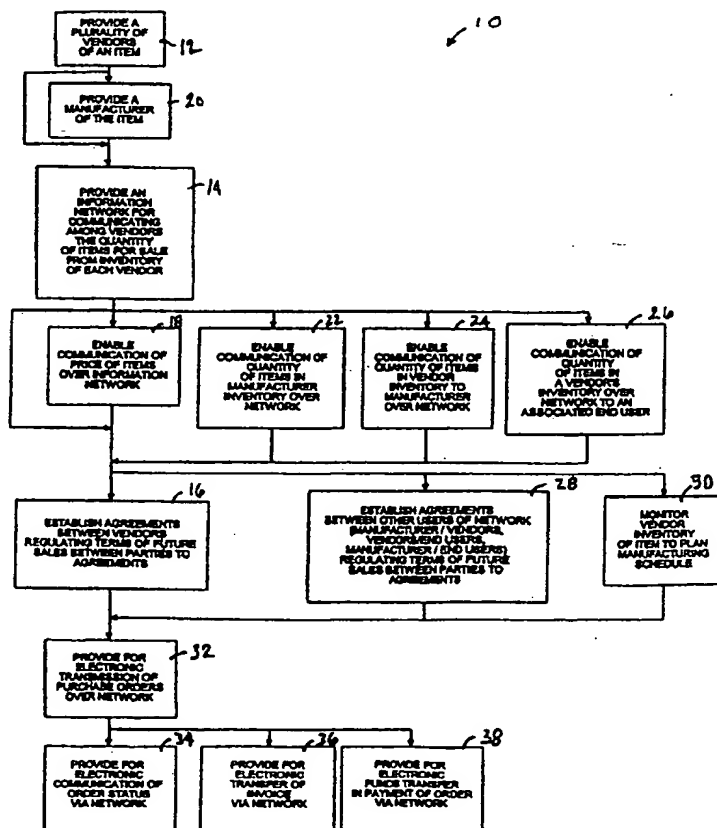 10
PROVIDE A
PLURALITY OF
VENDORS
OF AN ITEM
12
PROVIDE A
MANUFACTURER
OF THE ITEM
20
PROVIDE AN
INFORMATION
NETWORK FOR
COMMUNICATING
AMONG VENDORS
THE QUANTITY
OF ITEMS FOR SALE
FROM INVENTORY
OF EACH VENDOR
14
ENABLE
COMMUNICATION OF
PRICE OF ITEMS
OVER INFORMATION
NETWORK
18
ENABLE
COMMUNICATION OF
QUANTITY
OF ITEMS IN
MANUFACTURER
INVENTORY OVER
NETWORK
22
ENABLE
COMMUNICATION OF
QUANTITY OF ITEMS
IN VENDOR
INVENTORY TO
MANUFACTURER
OVER NETWORK
24
ENABLE
COMMUNICATION OF
QUANTITY
OF ITEMS IN
A VENDOR'S
INVENTORY OVER
NETWORK TO AN
ASSOCIATED END USER
26
ESTABLISH AGREEMENTS
BETWEEN VENDORS
REGULATING TERMS OF FUTURE
SALES BETWEEN PARTIES TO
AGREEMENTS
16
ESTABLISH AGREEMENTS
BETWEEN OTHER USERS OF NETWORK
(MANUFACTURER / VENDORS,
VENDORS/END USERS,
MANUFACTURER / END USERS)
REGULATING TERMS OF FUTURE
SALES BETWEEN PARTIES TO
AGREEMENTS
28
MONITOR
VENDOR
INVENTORY
OF ITEM TO PLAN
MANUFACTURING
SCHEDULE
30
PROVIDE FOR
ELECTRONIC
TRANSMISSION OF
PURCHASE ORDERS
OVER NETWORK
32
PROVIDE FOR
ELECTRONIC
COMMUNICATION OF
ORDER STATUS
VIA NETWORK
34
PROVIDE FOR
ELECTRONIC
TRANSFER OF
INVOICE
VIA NETWORK
36
PROVIDE FOR
ELECTRONIC
FUNDS TRANSFER
IN PAYMENT OF ORDER
VIA NETWORK
38